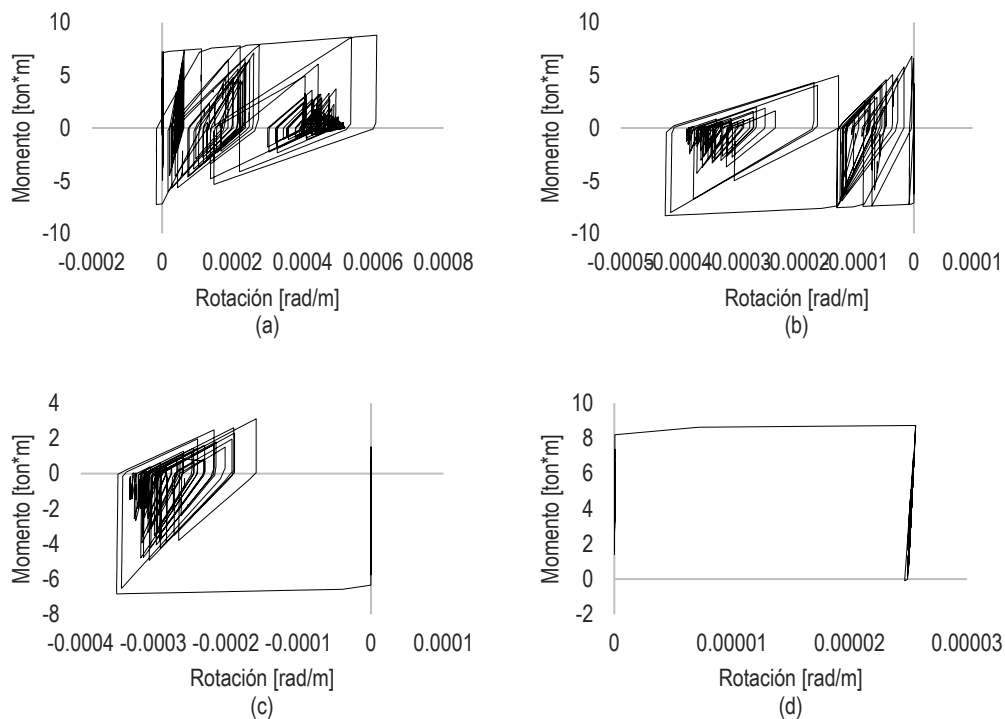 10
5
0
-5
-10
Momento [ton*m]
-0.0002 0 0.0002 0.0004 0.0006 0.0008
Rotación [rad/m]
(a)
10
5
0
-5
-10
Momento [ton*m]
-0.0005 -0.0004 -0.0003 -0.0002 -0.0001 0 0.0001
Rotación [rad/m]
(b)
4
2
0
-2
-4
-6
-8
Momento [ton*m]
-0.0004 -0.0003 -0.0002 -0.0001 0 0.0001
Rotación [rad/m]
(c)
10
8
6
4
2
0
-2
Momento [ton*m]
0 0.00001 0.00002 0.00003
Rotación [rad/m]
(d)